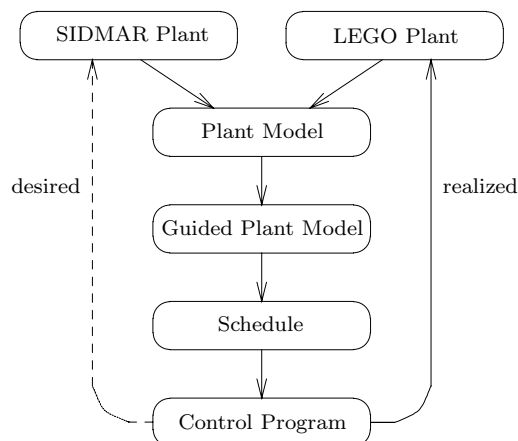 SIDMAR Plant
LEGO Plant
Plant Model
desired
realized
Guided Plant Model
Schedule
Control Program